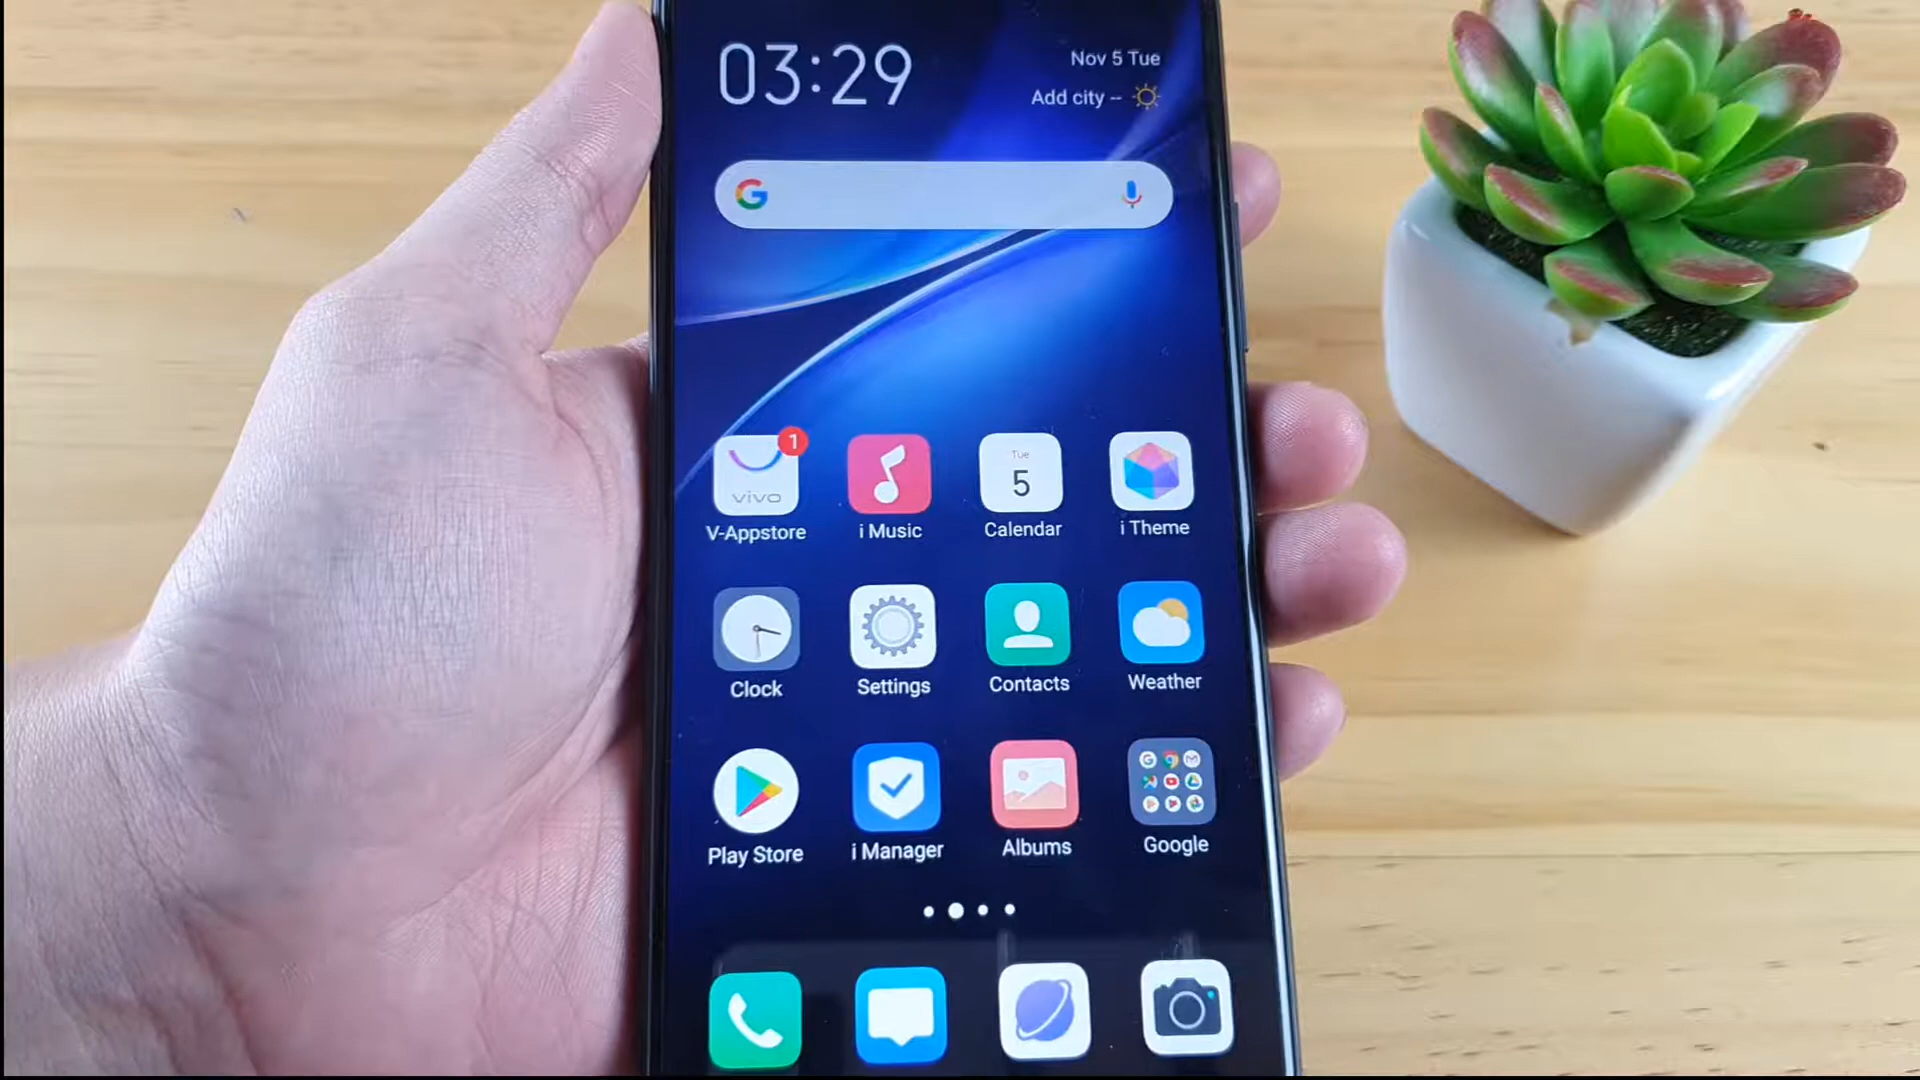 03:29
Nov 5 Tue
Add city --
1
vivo
Tue
5
V-Appstore
i Music
Calendar
i Theme
Clock
Settings
Contacts
Weather
Play Store
i Manager
Albums
Google